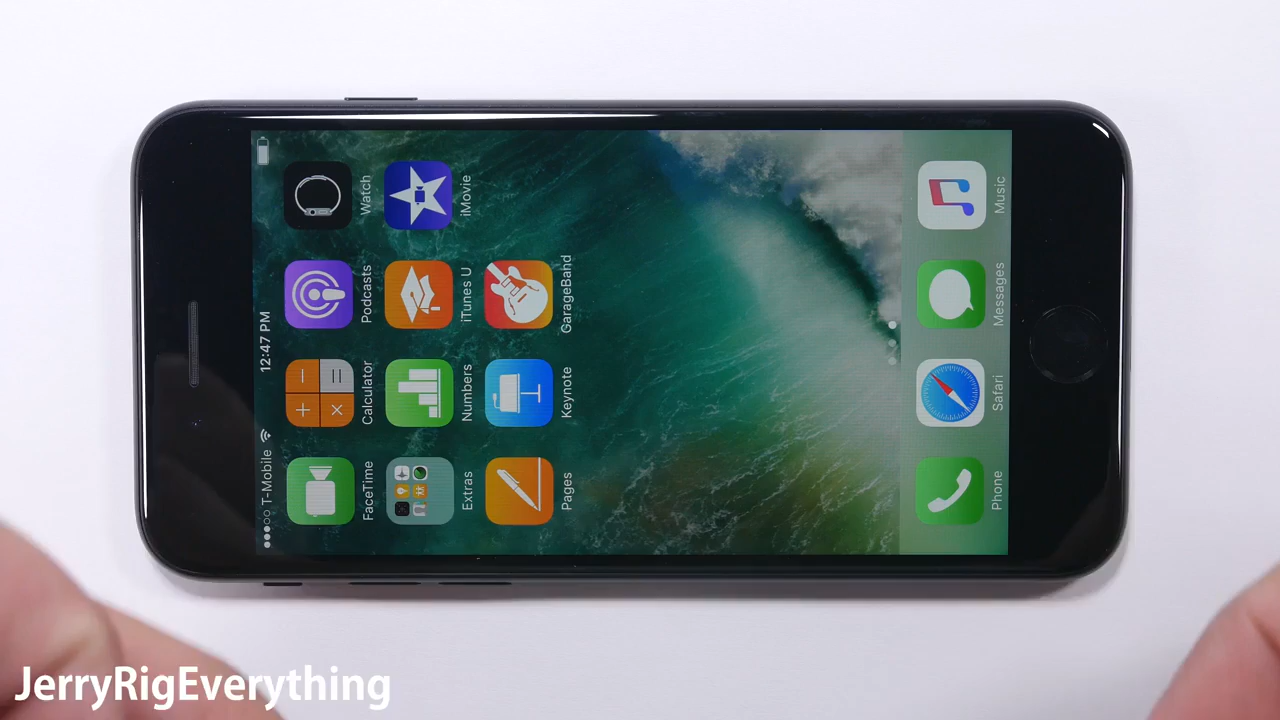 T-Mobile
12:47 PM
FaceTime
Calculator
Podcasts
Watch
Extras
Numbers
iTunes U
iMovie
Pages
Keynote
GarageBand
Phone
Safari
Messages
Music
JerryRigEverything